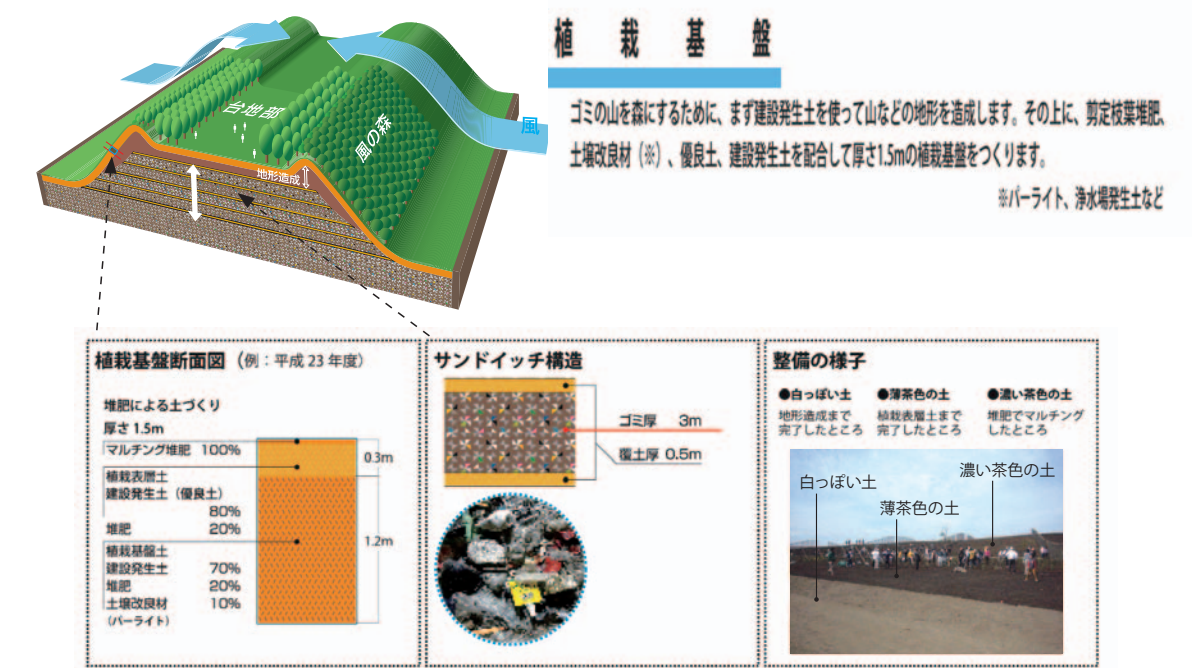 植栽基盤
ゴミの山を森にするために、まず建設発生土を使って山などの地形を造成します。その上に、剪定枝葉堆肥、
土壌改良材（※）、優良土、建設発生土を配合して厚さ1.5mの植栽基盤をつくります。
※パーライト、浄水場発生土など
台地部
風の森
風
地形造成
植栽基盤断面図（例：平成23年度）
堆肥による土づくり
厚さ1.5m
マルチング堆肥 100%
植栽表層土
建設発生土（優良土）
80%
堆肥 20%
植栽基盤土
建設発生土 70%
堆肥 20%
土壌改良材 10%
（パーライト）
0.3m
1.2m
サンドイッチ構造
ゴミ厚 3m
覆土厚 0.5m
整備の様子
●白っぽい土
地形造成まで
完了したところ
●薄茶色の土
植栽表層土まで
完了したところ
●濃い茶色の土
堆肥でマルチング
したところ
白っぽい土
薄茶色の土
濃い茶色の土